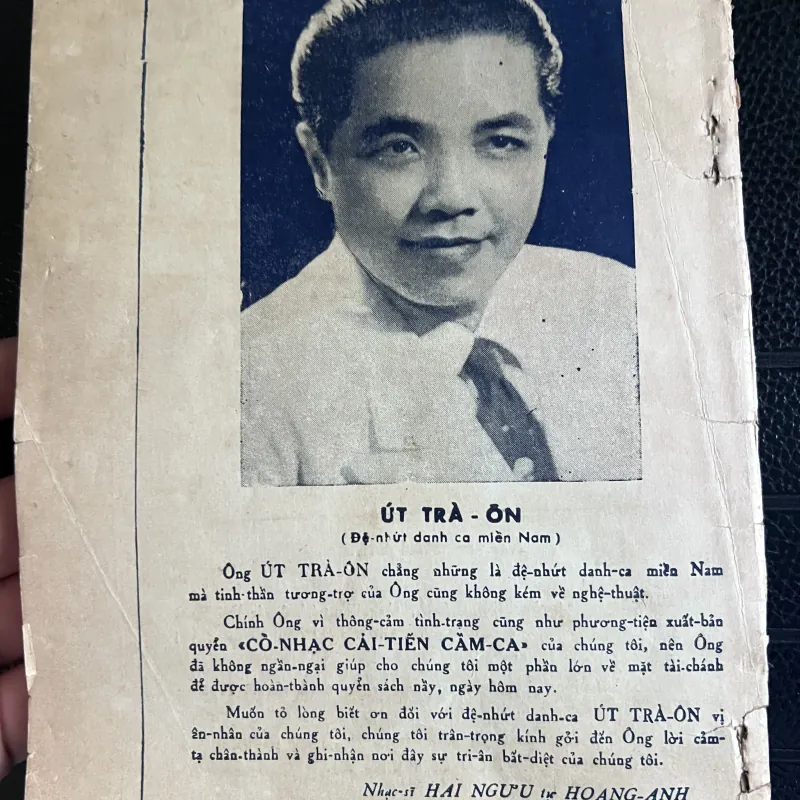 ÚT TRÀ-ÔN
(Đệ-nhứt danh ca miền Nam)
Ông ÚT TRÀ-ÔN chẳng những là đệ-nhứt danh-ca miền Nam
mà tinh-thần tương-trợ của Ông cũng không kém về nghệ-thuật.
Chính Ông vì thông-cảm tình-trạng cũng như phương-tiện xuất-bản
quyển «CỒ-NHẠC CẢI-TIẾN CẦM-CA» của chúng tôi, nên Ông
đã không ngần-ngại giúp cho chúng tôi một phần lớn về mặt tài-chánh
để được hoàn-thành quyển sách nầy, ngày hôm nay.
Muốn tỏ lòng biết ơn đối với đệ-nhứt danh-ca ÚT TRÀ-ÔN vị
ên-nhân của chúng tôi, chúng tôi trân-trọng kính gởi đến Ông lời cảm-
tạ chân-thành và ghi-nhận nơi đây sự tri-ân bất-diệt của chúng tôi.
Nhạc-sĩ HAI NGƯU tức HOANG-ANH